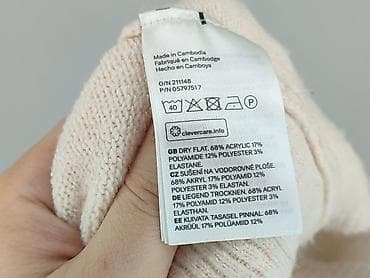 Made in Cambodia
Fabriqué en Cambodge
Hecho en Camboya
O/N 211148
P/N 05797517
40
P
clevercare.info
GB DRY FLAT. 68% ACRYLIC 17%
POLYAMIDE 12% POLYESTER 3%
ELASTANE.
CZ SUŠENÍ NA VODOROVNÉ PLOŠE.
68% AKRYL 17% POLYAMID 12%
POLYESTER 3% ELASTAN.
DE LIEGEND TROCKNEN. 68% ACRYL
17% POLYAMID 12% POLYESTER 3%
ELASTHAN.
EE KUIVATA TASASEL PINNAL. 68%
AKRÜÜL 17% POLÜAMIID 12%